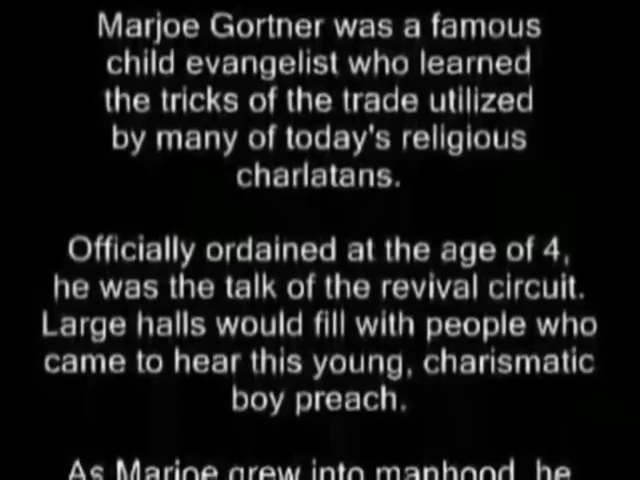 Marjoe Gortner was a famous
child evangelist who learned
the tricks of the trade utilized
by many of today's religious
charlatans.
Officially ordained at the age of 4,
he was the talk of the revival circuit.
Large halls would fill with people who
came to hear this young, charismatic
boy preach.
As Marjoe grew into manhood, he